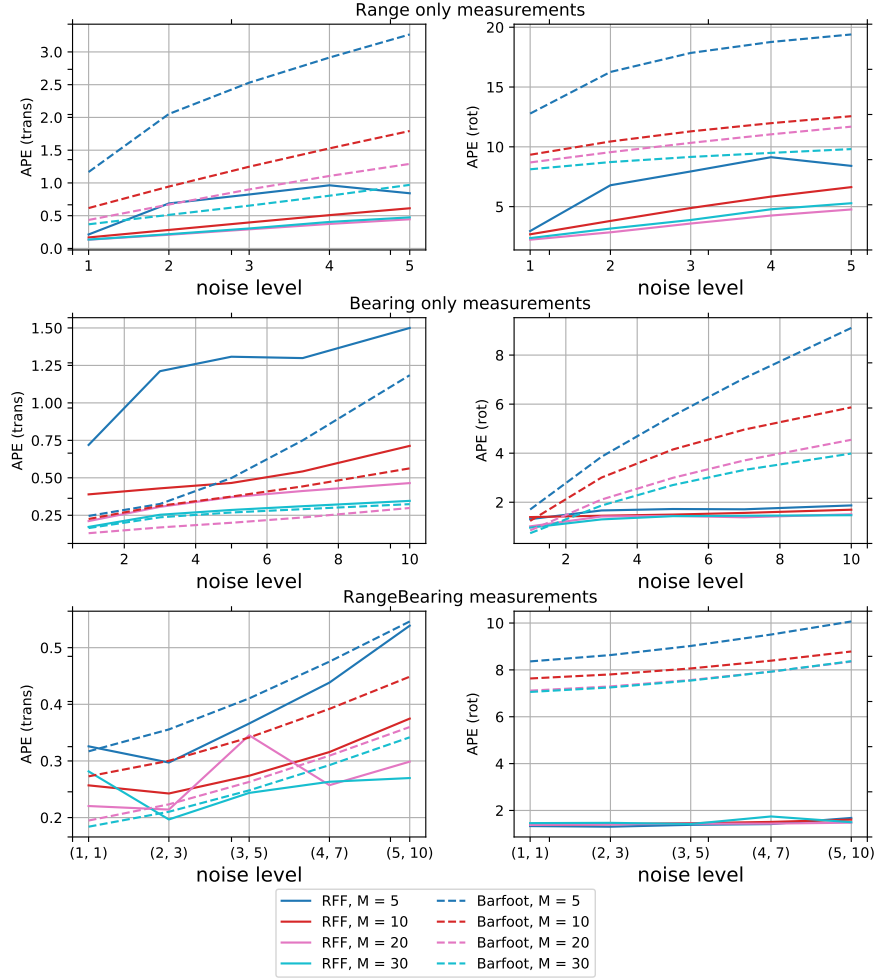 Range only measurements
APE (trans)
3.0
2.5
2.0
1.5
1.0
0.5
0.0
1 2 3 4 5
noise level
APE (rot)
20
15
10
5
1 2 3 4 5
noise level
Bearing only measurements
APE (trans)
1.50
1.25
1.00
0.75
0.50
0.25
2 4 6 8 10
noise level
APE (rot)
8
6
4
2
2 4 6 8 10
noise level
RangeBearing measurements
APE (trans)
0.5
0.4
0.3
0.2
(1, 1) (2, 3) (3, 5) (4, 7) (5, 10)
noise level
APE (rot)
10
8
6
4
2
(1, 1) (2, 3) (3, 5) (4, 7) (5, 10)
noise level
RFF, M = 5
RFF, M = 10
RFF, M = 20
RFF, M = 30
Barfoot, M = 5
Barfoot, M = 10
Barfoot, M = 20
Barfoot, M = 30